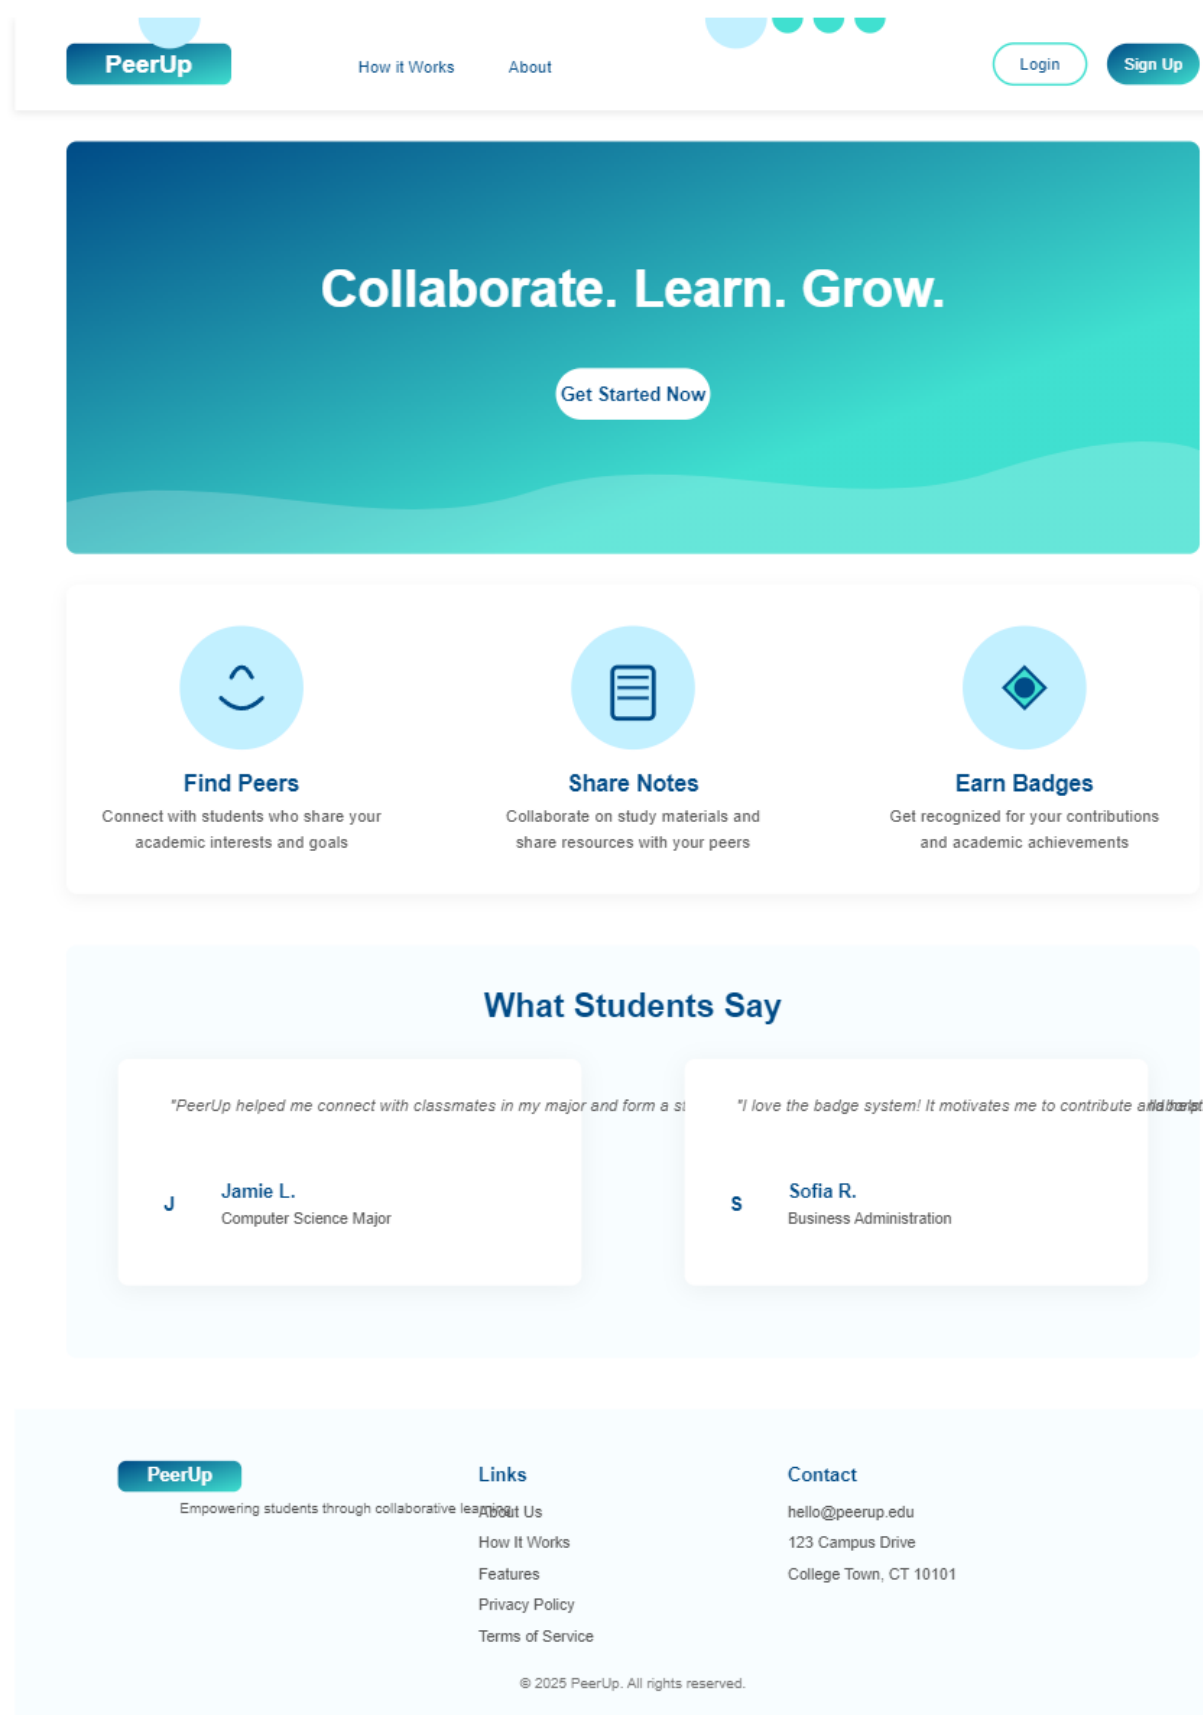 PeerUp
How it Works
About
Login
Sign Up
Collaborate. Learn. Grow.
Get Started Now
Find Peers
Connect with students who share your
academic interests and goals
Share Notes
Collaborate on study materials and
share resources with your peers
Earn Badges
Get recognized for your contributions
and academic achievements
What Students Say
"PeerUp helped me connect with classmates in my major and form a
J
Jamie L.
Computer Science Major
"I love the badge system! It motivates me to contribute
S
Sofia R.
Business Administration
PeerUp
Empowering students through collaborative learning
Links
About Us
How It Works
Features
Privacy Policy
Terms of Service
Contact
hello@peerup.edu
123 Campus Drive
College Town, CT 10101
© 2025 PeerUp. All rights reserved.